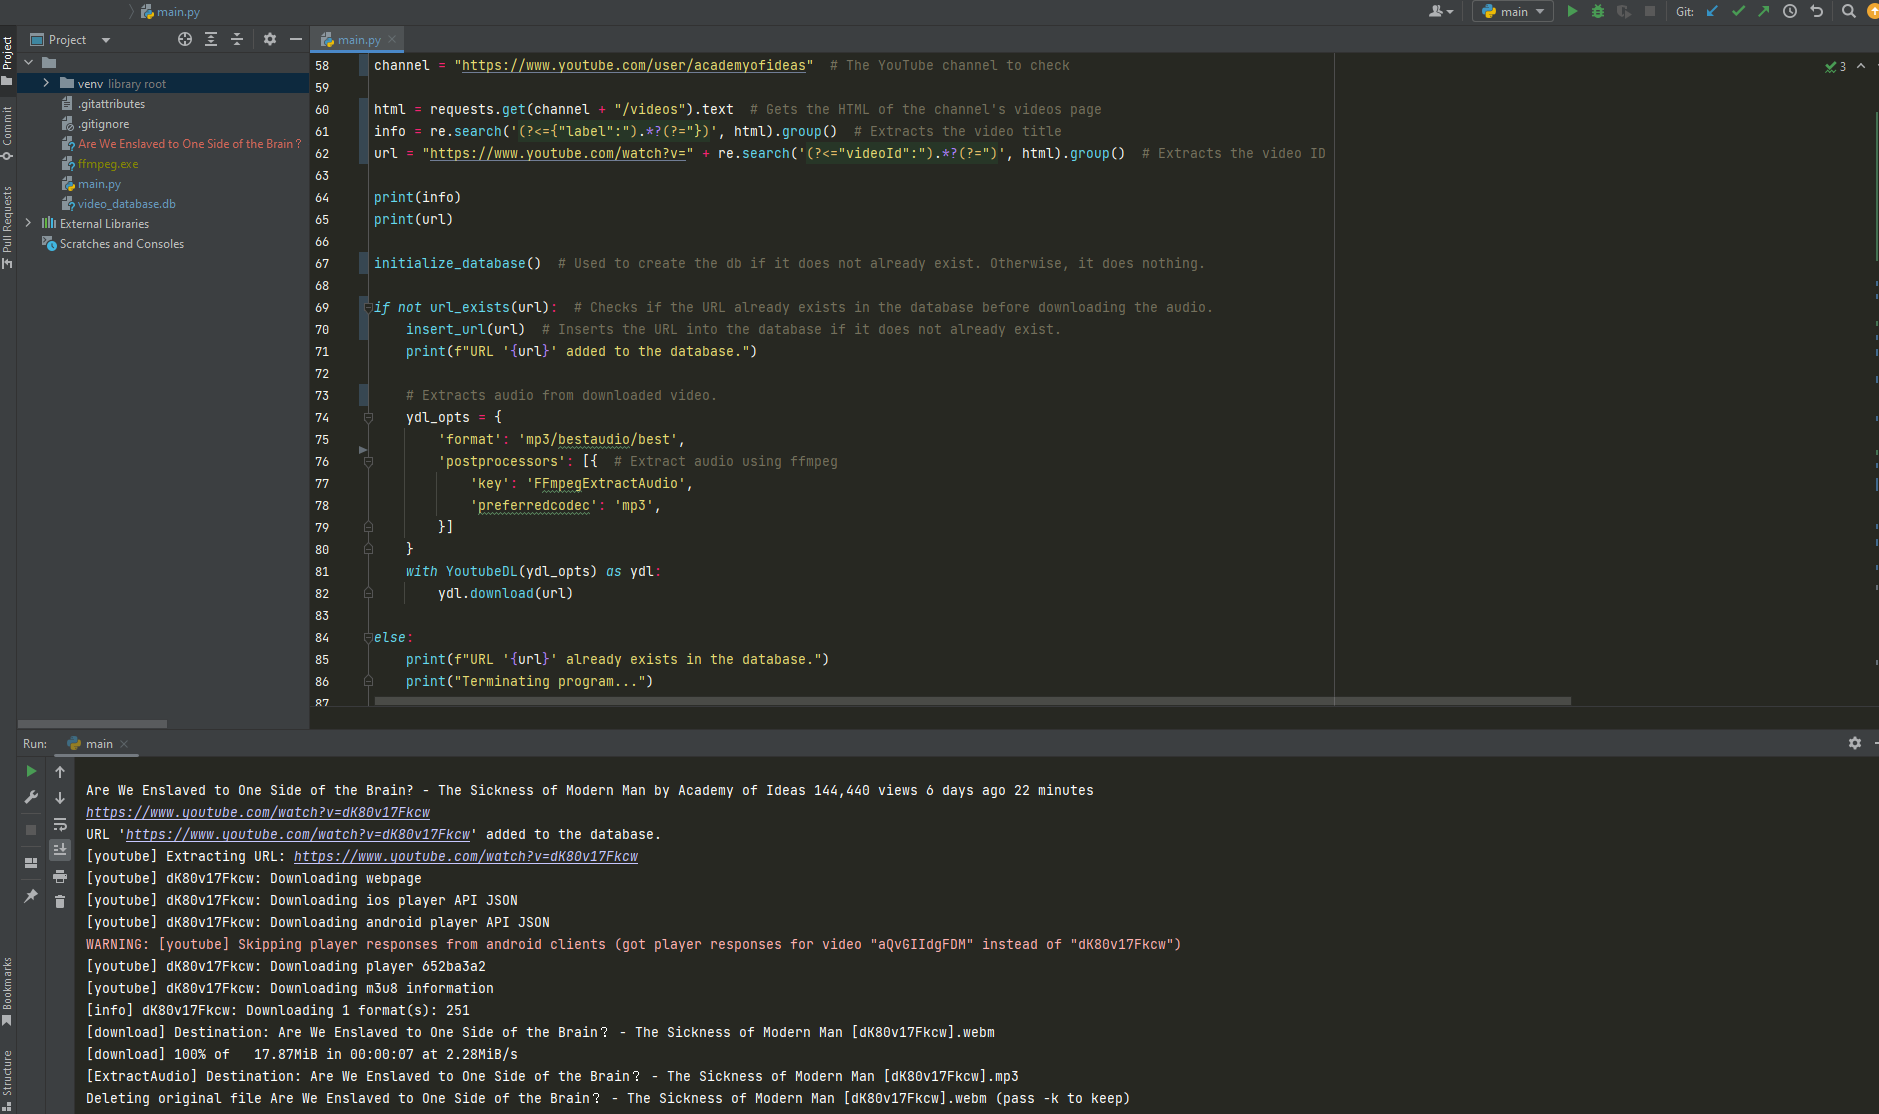 main.py
main
Git:
Project
main.py
Project
Commit
Pull Requests
Bookmarks
Structure
venv library root
.gitattributes
.gitignore
Are We Enslaved to One Side of the Brain？
ffmpeg.exe
main.py
video_database.db
External Libraries
Scratches and Consoles
3
58 channel = "https://www.youtube.com/user/academyofideas"  # The YouTube channel to check
59
60 html = requests.get(channel + "/videos").text  # Gets the HTML of the channel's videos page
61 info = re.search('(?<={"label":").*?(?="})', html).group()  # Extracts the video title
62 url = "https://www.youtube.com/watch?v=" + re.search('(?<="videoId":").*?(?=")', html).group()  # Extracts the video ID
63
64 print(info)
65 print(url)
66
67 initialize_database()  # Used to create the db if it does not already exist. Otherwise, it does nothing.
68
69 if not url_exists(url):  # Checks if the URL already exists in the database before downloading the audio.
70     insert_url(url)  # Inserts the URL into the database if it does not already exist.
71     print(f"URL '{url}' added to the database.")
72
73     # Extracts audio from downloaded video.
74     ydl_opts = {
75         'format': 'mp3/bestaudio/best',
76         'postprocessors': [{  # Extract audio using ffmpeg
77             'key': 'FFmpegExtractAudio',
78             'preferredcodec': 'mp3',
79         }]
80     }
81     with YoutubeDL(ydl_opts) as ydl:
82         ydl.download(url)
83
84 else:
85     print(f"URL '{url}' already exists in the database.")
86     print("Terminating program...")
87
Run: main
Are We Enslaved to One Side of the Brain? - The Sickness of Modern Man by Academy of Ideas 144,440 views 6 days ago 22 minutes
https://www.youtube.com/watch?v=dK80v17Fkcw
URL 'https://www.youtube.com/watch?v=dK80v17Fkcw' added to the database.
[youtube] Extracting URL: https://www.youtube.com/watch?v=dK80v17Fkcw
[youtube] dK80v17Fkcw: Downloading webpage
[youtube] dK80v17Fkcw: Downloading ios player API JSON
[youtube] dK80v17Fkcw: Downloading android player API JSON
WARNING: [youtube] Skipping player responses from android clients (got player responses for video "aQvGIIdgFDM" instead of "dK80v17Fkcw")
[youtube] dK80v17Fkcw: Downloading player 652ba3a2
[youtube] dK80v17Fkcw: Downloading m3u8 information
[info] dK80v17Fkcw: Downloading 1 format(s): 251
[download] Destination: Are We Enslaved to One Side of the Brain？ - The Sickness of Modern Man [dK80v17Fkcw].webm
[download] 100% of   17.87MiB in 00:00:07 at 2.28MiB/s
[ExtractAudio] Destination: Are We Enslaved to One Side of the Brain？ - The Sickness of Modern Man [dK80v17Fkcw].mp3
Deleting original file Are We Enslaved to One Side of the Brain？ - The Sickness of Modern Man [dK80v17Fkcw].webm (pass -k to keep)